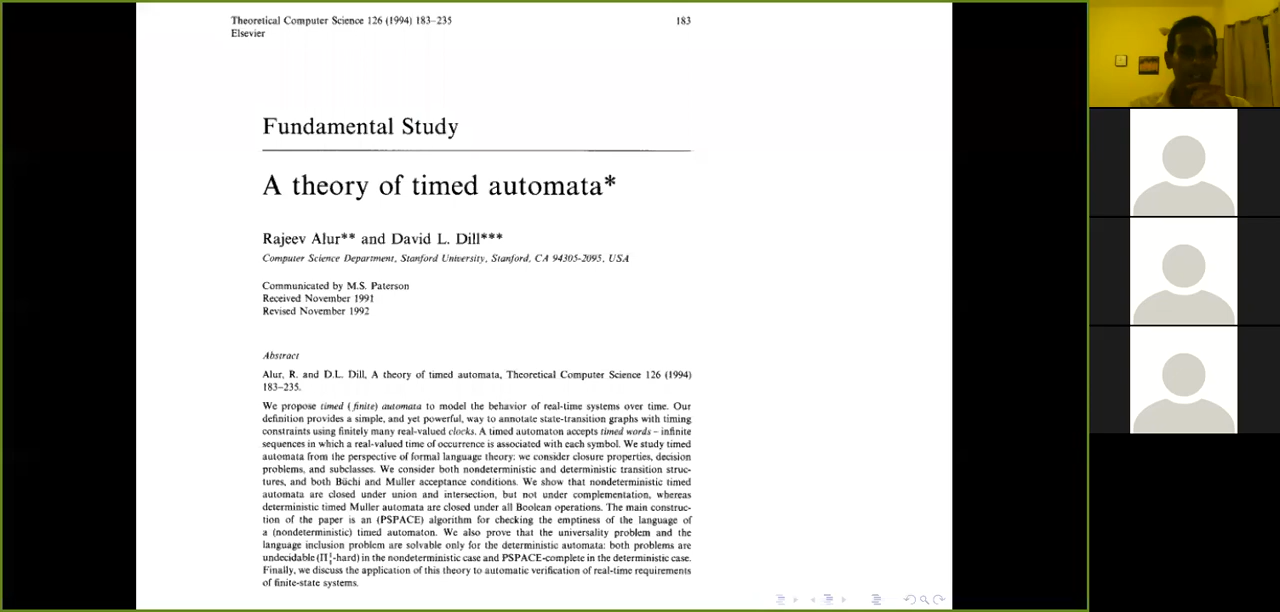 Theoretical Computer Science 126 (1994) 183–235
183
Elsevier
Fundamental Study
A theory of timed automata*
Rajeev Alur** and David L. Dill***
Computer Science Department, Stanford University, Stanford, CA 94305-2095, USA
Communicated by M.S. Paterson
Received November 1991
Revised November 1992
Abstract
Alur, R. and D.L. Dill, A theory of timed automata, Theoretical Computer Science 126 (1994)
183–235.
We propose timed (finite) automata to model the behavior of real-time systems over time. Our
definition provides a simple, and yet powerful, way to annotate state-transition graphs with timing
constraints using finitely many real-valued clocks. A timed automaton accepts timed words – infinite
sequences in which a real-valued time of occurrence is associated with each symbol. We study timed
automata from the perspective of formal language theory: we consider closure properties, decision
problems, and subclasses. We consider both nondeterministic and deterministic transition struc-
tures, and both Büchi and Muller acceptance conditions. We show that nondeterministic timed
automata are closed under union and intersection, but not under complementation, whereas
deterministic timed Muller automata are closed under all Boolean operations. The main construc-
tion of the paper is an (PSPACE) algorithm for checking the emptiness of the language of
a (nondeterministic) timed automaton. We also prove that the universality problem and the
language inclusion problem are solvable only for the deterministic automata: both problems are
undecidable (Π¹₁-hard) in the nondeterministic case and PSPACE-complete in the deterministic case.
Finally, we discuss the application of this theory to automatic verification of real-time requirements
of finite-state systems.